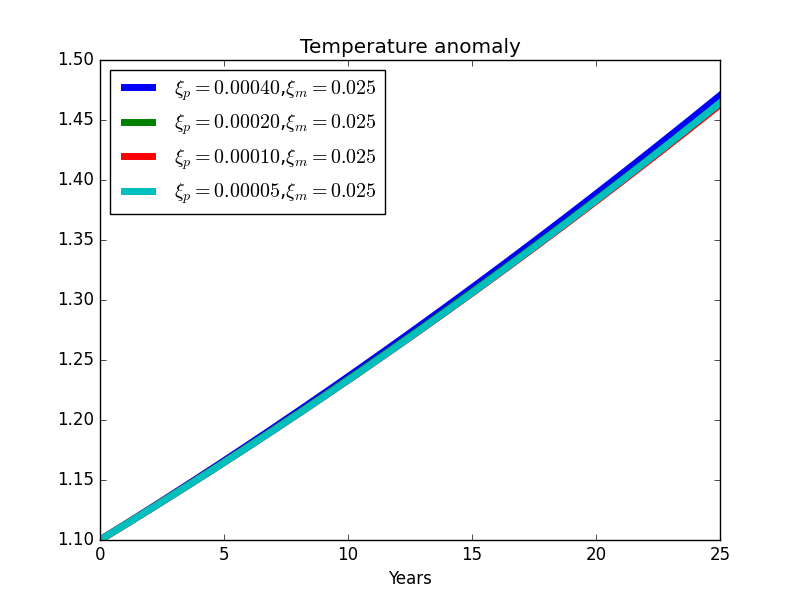 Temperature anomaly
1.50
1.45
1.40
1.35
1.30
1.25
1.20
1.15
1.10
ξp = 0.00040,ξm = 0.025
ξp = 0.00020,ξm = 0.025
ξp = 0.00010,ξm = 0.025
ξp = 0.00005,ξm = 0.025
0 5 10 15 20 25
Years